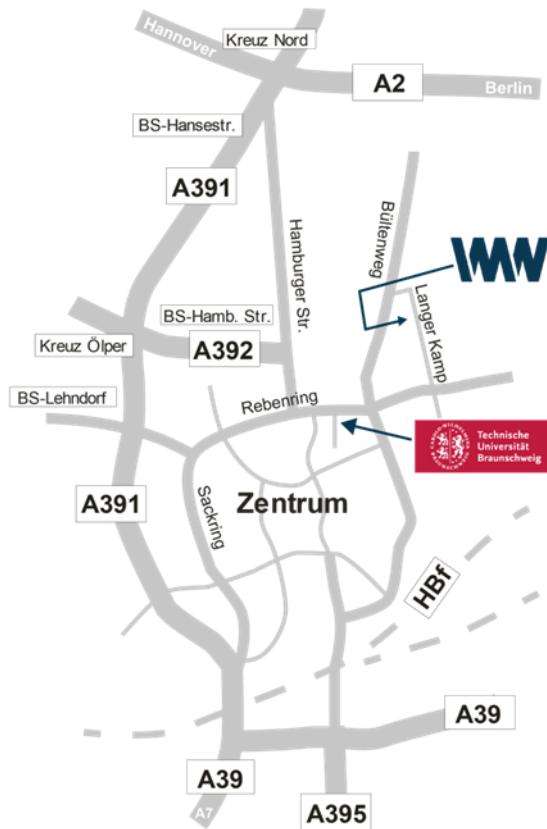 Hannover
Kreuz Nord
A2
Berlin
BS-Hansestr.
A391
Hamburger Str.
Bültenweg
IWW
Langer Kamp
BS-Hamb. Str.
Kreuz Ölper
A392
BS-Lehndorf
Rebenring
Technische
Universität
Braunschweig
A391
Sackring
Zentrum
HBf
A39
A39
A7
A395